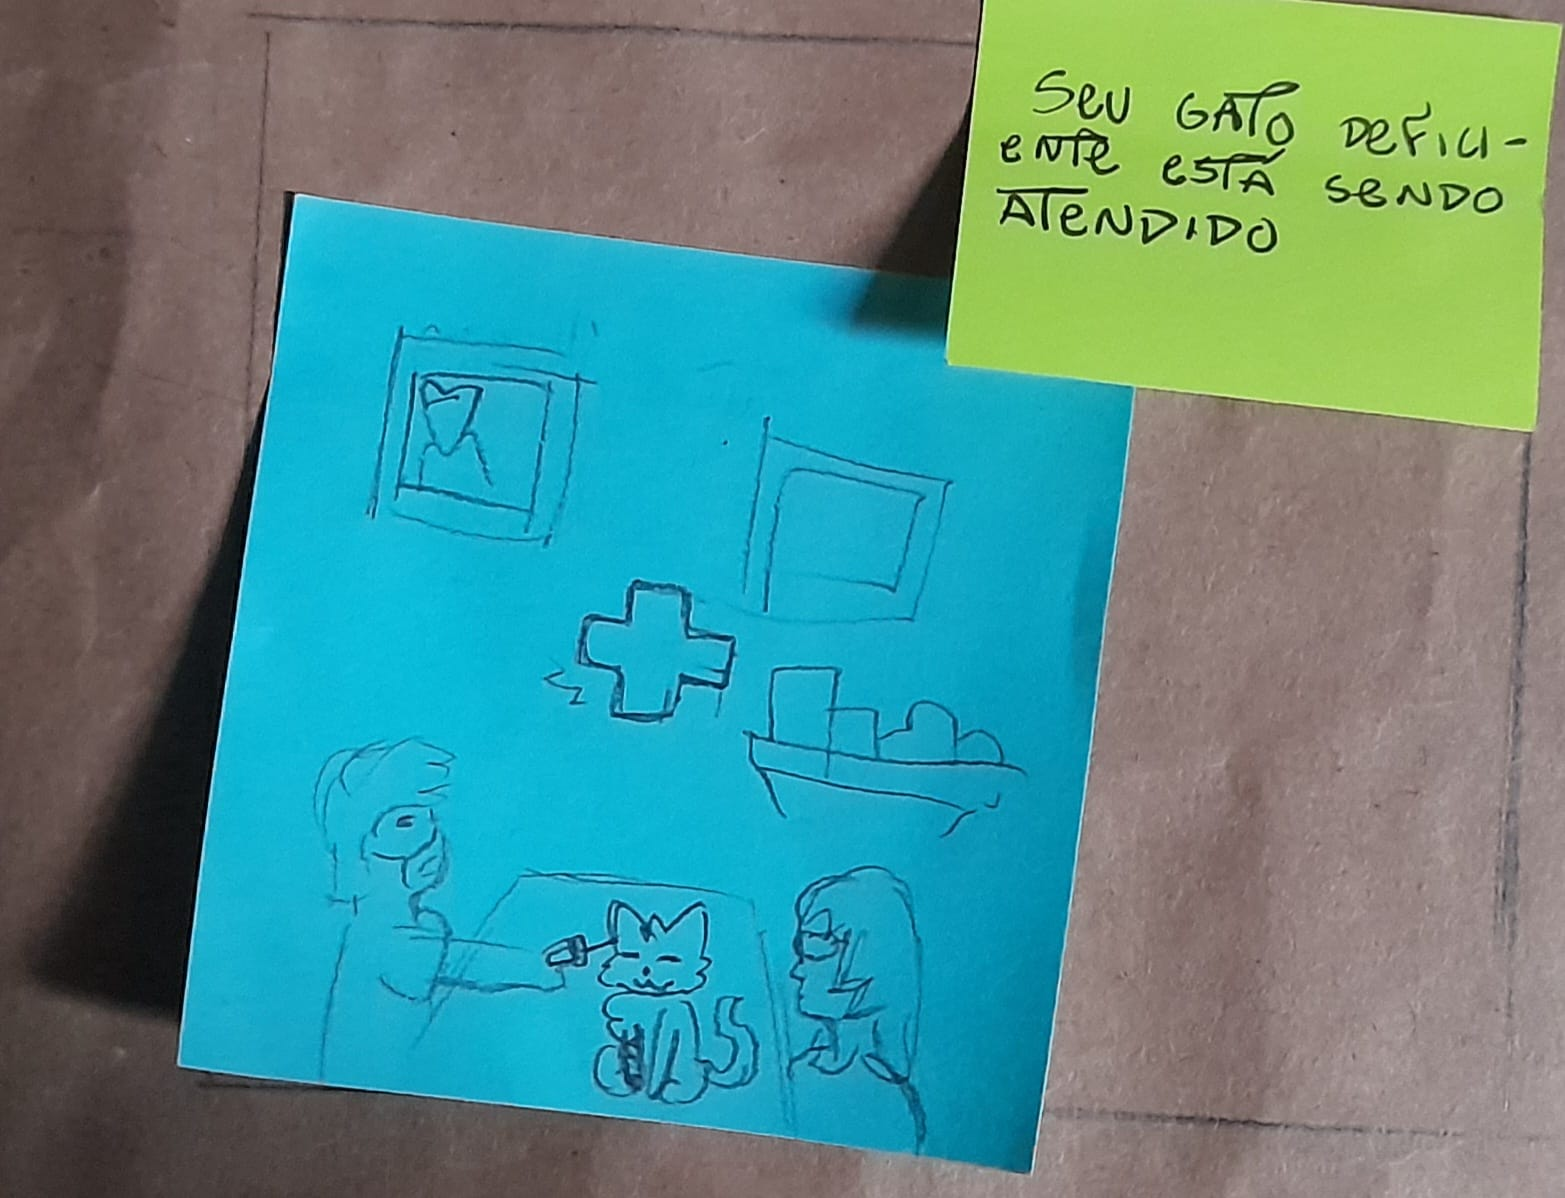 SEU GATO DEFICI-
ENTE ESTÁ SENDO
ATENDIDO